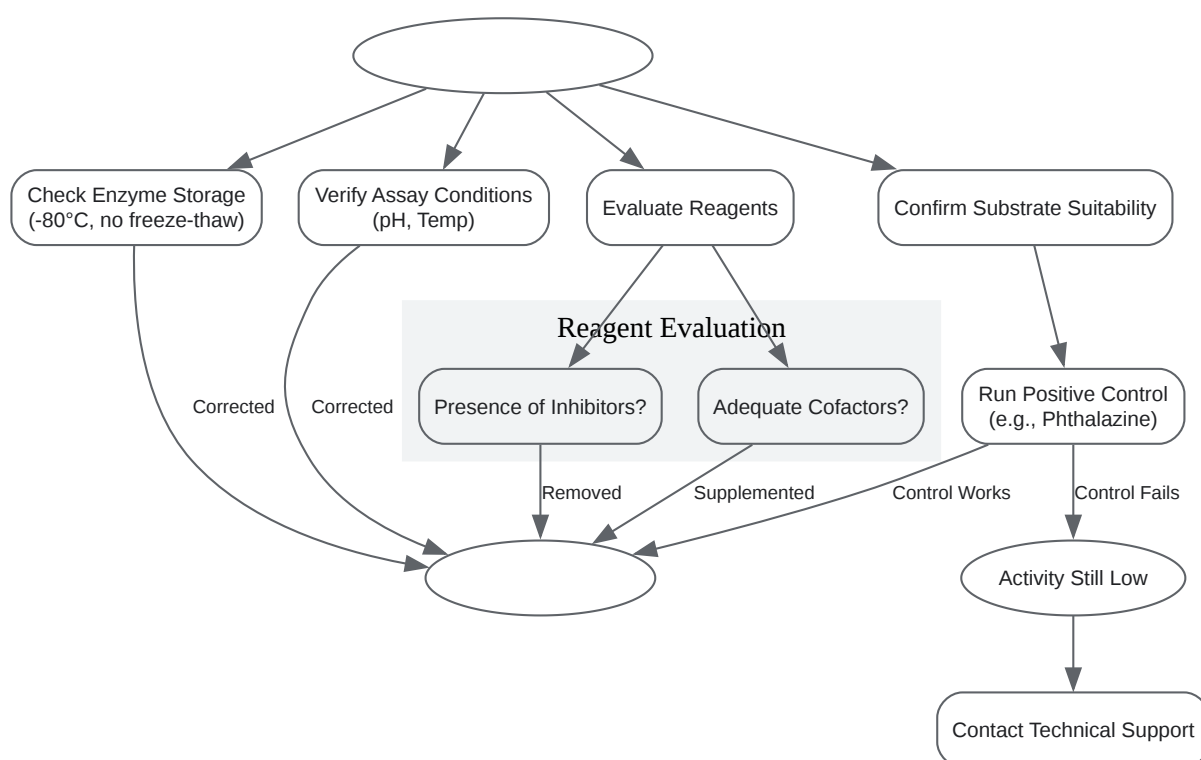 Check Enzyme Storage
(-80°C, no freeze-thaw)
Verify Assay Conditions
(pH, Temp)
Evaluate Reagents
Confirm Substrate Suitability
Reagent Evaluation
Presence of Inhibitors?
Adequate Cofactors?
Run Positive Control
(e.g., Phthalazine)
Corrected
Corrected
Removed
Supplemented
Control Works
Control Fails
Activity Still Low
Contact Technical Support